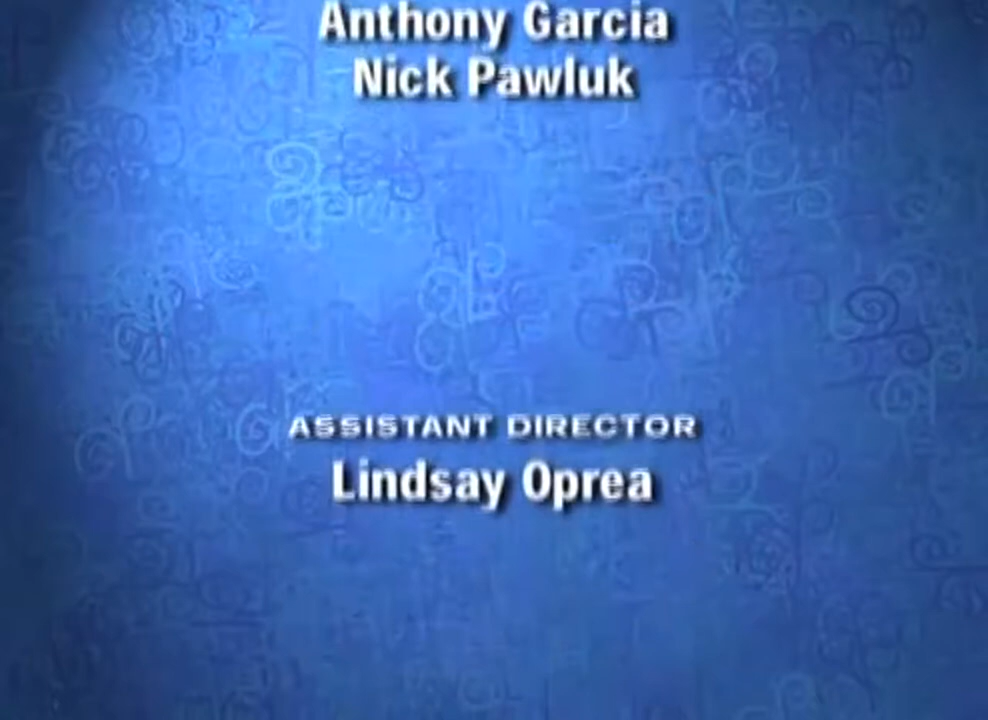 Anthony Garcia
Nick Pawluk
ASSISTANT DIRECTOR
Lindsay Oprea